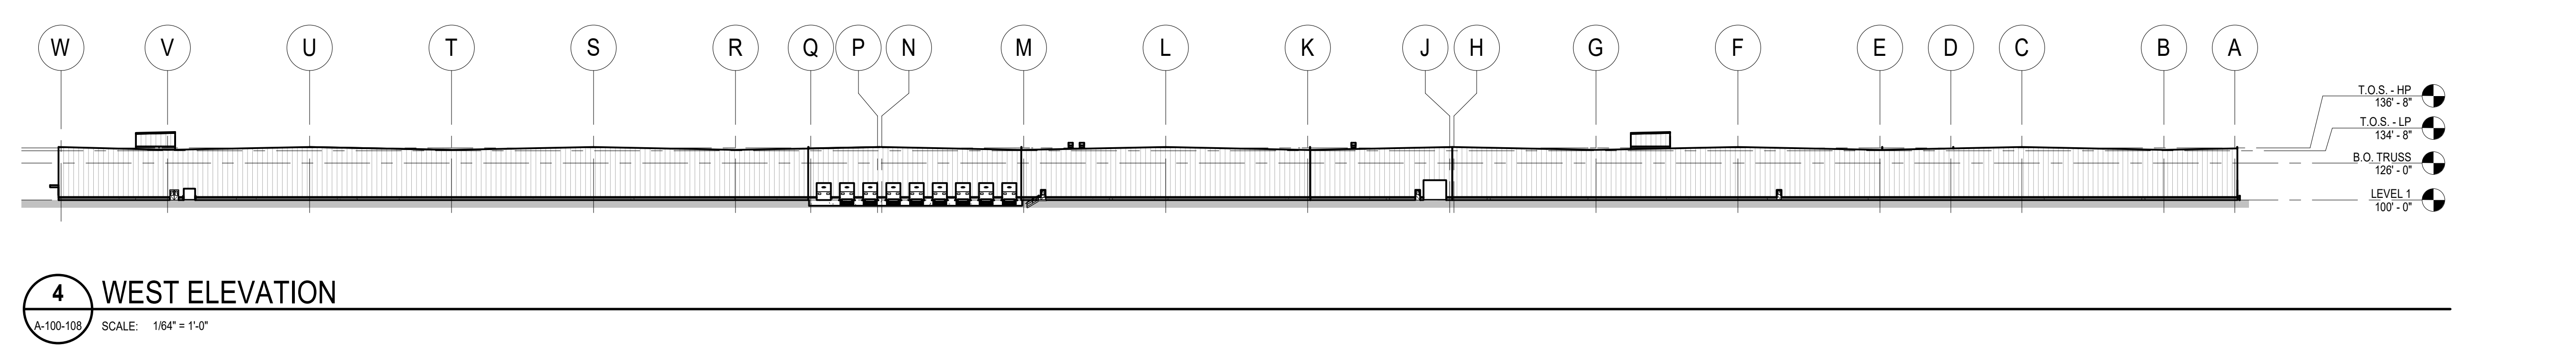 W V U T S R Q P N M L K J H G F E D C B A
T.O.S. - HP
136' - 8"
T.O.S. - LP
134' - 8"
B.O. TRUSS
126' - 0"
LEVEL 1
100' - 0"
4 WEST ELEVATION
A-100-108 SCALE: 1/64" = 1'-0"